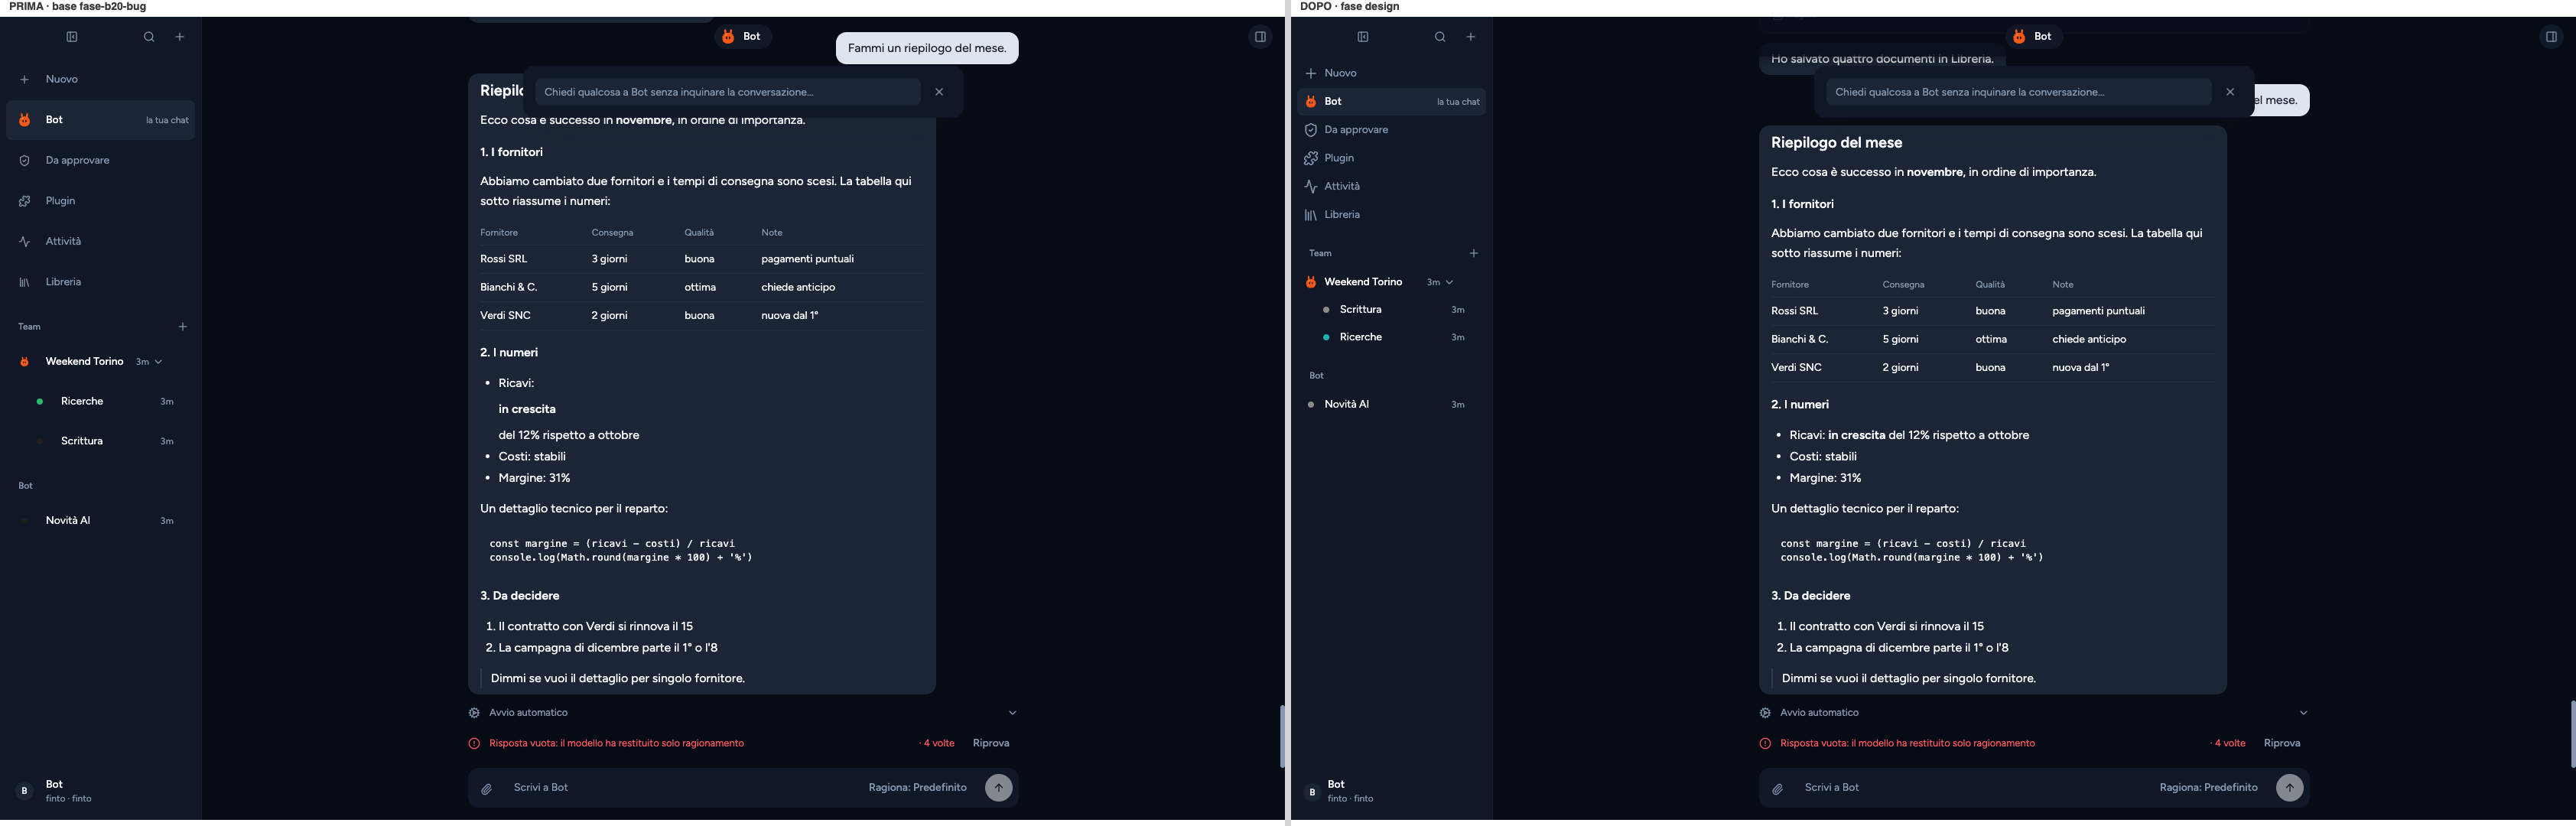 PRIMA · base fase-b20-bug
Bot
Fammi un riepilogo del mese.
Nuovo
Bot la tua chat
Da approvare
Plugin
Attività
Libreria
Team
Weekend Torino 3m
Ricerche 3m
Scrittura 3m
Bot
Novità AI 3m
B Bot
finto · finto
Chiedi qualcosa a Bot senza inquinare la conversazione...
Ecco cosa è successo in novembre, in ordine di importanza.
1. I fornitori
Abbiamo cambiato due fornitori e i tempi di consegna sono scesi. La tabella qui
sotto riassume i numeri:
Fornitore Consegna Qualità Note
Rossi SRL 3 giorni buona pagamenti puntuali
Bianchi & C. 5 giorni ottima chiede anticipo
Verdi SNC 2 giorni buona nuova dal 1°
2. I numeri
• Ricavi:
in crescita
del 12% rispetto a ottobre
• Costi: stabili
• Margine: 31%
Un dettaglio tecnico per il reparto:
const margine = (ricavi − costi) / ricavi
console.log(Math.round(margine * 100) + '%')
3. Da decidere
1. Il contratto con Verdi si rinnova il 15
2. La campagna di dicembre parte il 1° o l'8
Dimmi se vuoi il dettaglio per singolo fornitore.
Avvio automatico
Risposta vuota: il modello ha restituito solo ragionamento · 4 volte Riprova
Scrivi a Bot Ragiona: Predefinito
DOPO · fase design
Bot
Nuovo
Bot la tua chat
Da approvare
Plugin
Attività
Libreria
Team
Weekend Torino 3m
Scrittura 3m
Ricerche 3m
Bot
Novità AI 3m
B Bot
finto · finto
Ho salvato quattro documenti in Libreria.
Chiedi qualcosa a Bot senza inquinare la conversazione...
mese.
Riepilogo del mese
Ecco cosa è successo in novembre, in ordine di importanza.
1. I fornitori
Abbiamo cambiato due fornitori e i tempi di consegna sono scesi. La tabella qui
sotto riassume i numeri:
Fornitore Consegna Qualità Note
Rossi SRL 3 giorni buona pagamenti puntuali
Bianchi & C. 5 giorni ottima chiede anticipo
Verdi SNC 2 giorni buona nuova dal 1°
2. I numeri
• Ricavi: in crescita del 12% rispetto a ottobre
• Costi: stabili
• Margine: 31%
Un dettaglio tecnico per il reparto:
const margine = (ricavi − costi) / ricavi
console.log(Math.round(margine * 100) + '%')
3. Da decidere
1. Il contratto con Verdi si rinnova il 15
2. La campagna di dicembre parte il 1° o l'8
Dimmi se vuoi il dettaglio per singolo fornitore.
Avvio automatico
Risposta vuota: il modello ha restituito solo ragionamento · 4 volte Riprova
Scrivi a Bot Ragiona: Predefinito